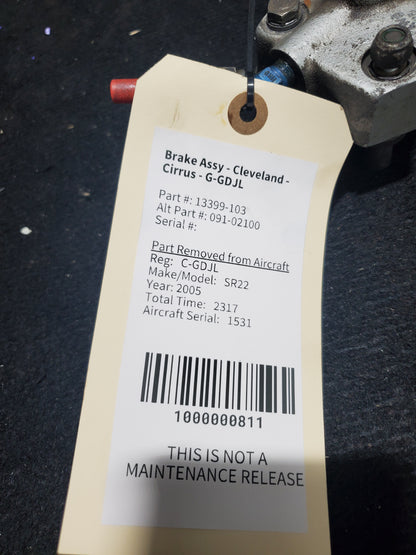 Brake Assy - Cleveland -
Cirrus - G-GDJL
Part #: 13399-103
Alt Part #: 091-02100
Serial #:
Part Removed from Aircraft
Reg: C-GDJL
Make/Model: SR22
Year: 2005
Total Time: 2317
Aircraft Serial: 1531
1000000811
THIS IS NOT A
MAINTENANCE RELEASE